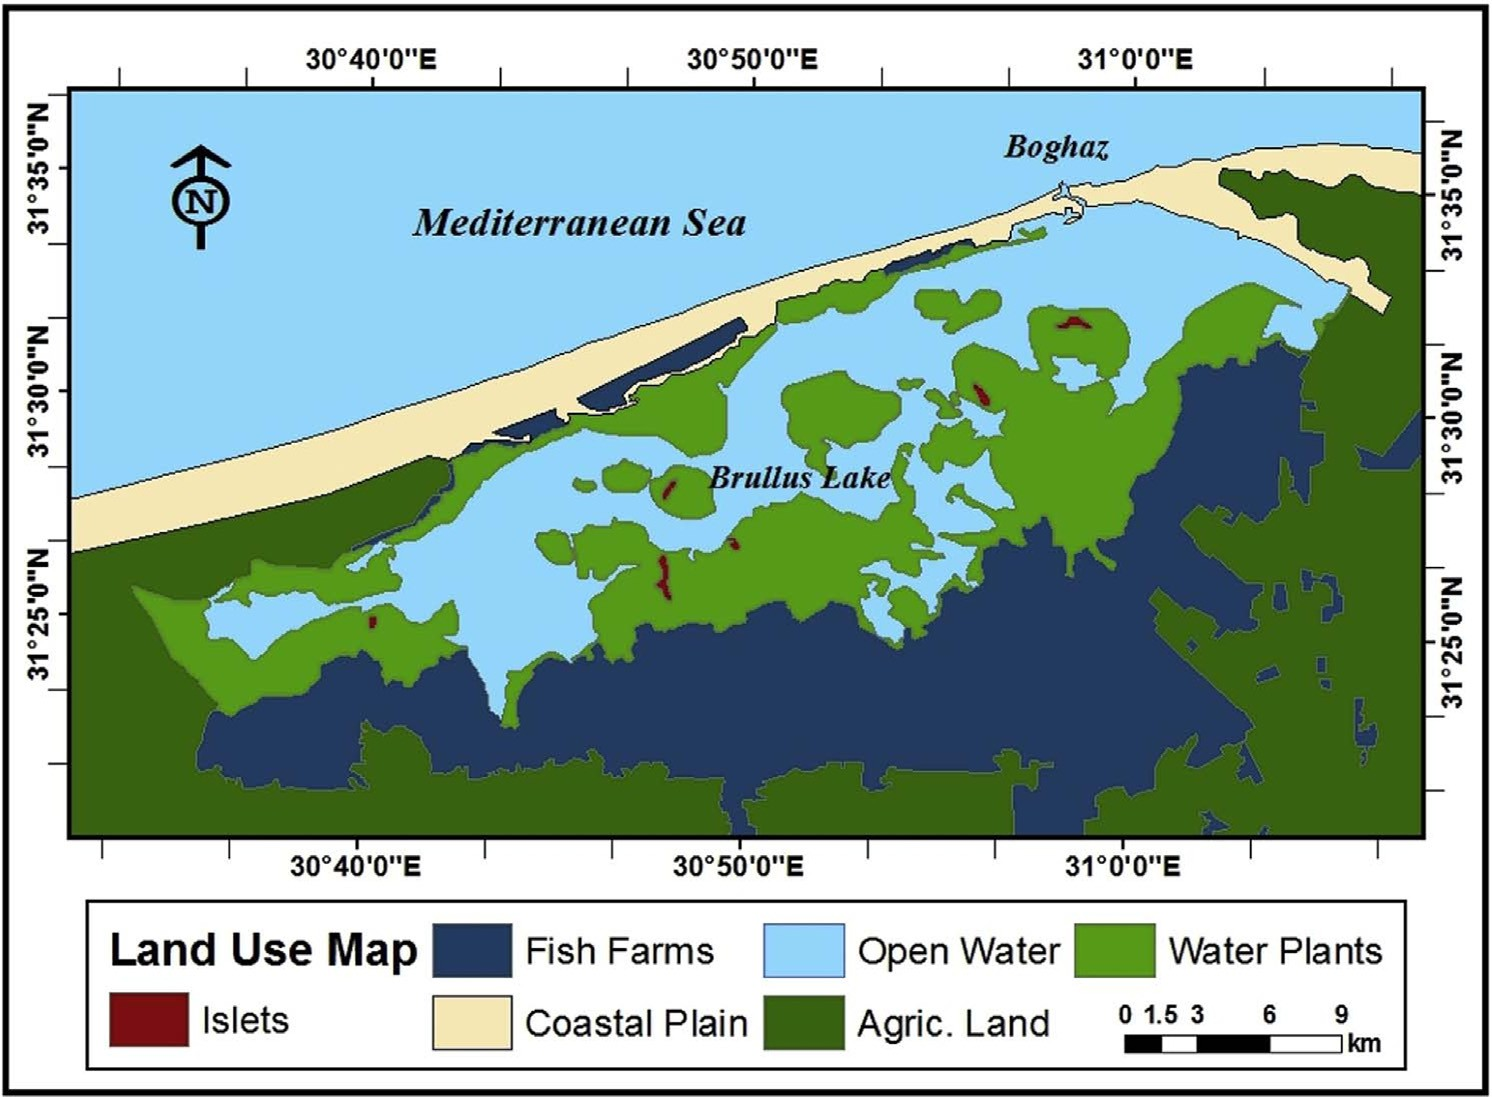 30°40'0"E 30°50'0"E 31°0'0"E
31°35'0"N
31°30'0"N
31°25'0"N
N
Boghaz
Mediterranean Sea
Brullus Lake
31°35'0"N
31°30'0"N
31°25'0"N
30°40'0"E 30°50'0"E 31°0'0"E
Land Use Map Fish Farms Open Water Water Plants
Islets Coastal Plain Agric. Land
0 1.5 3 6 9
km